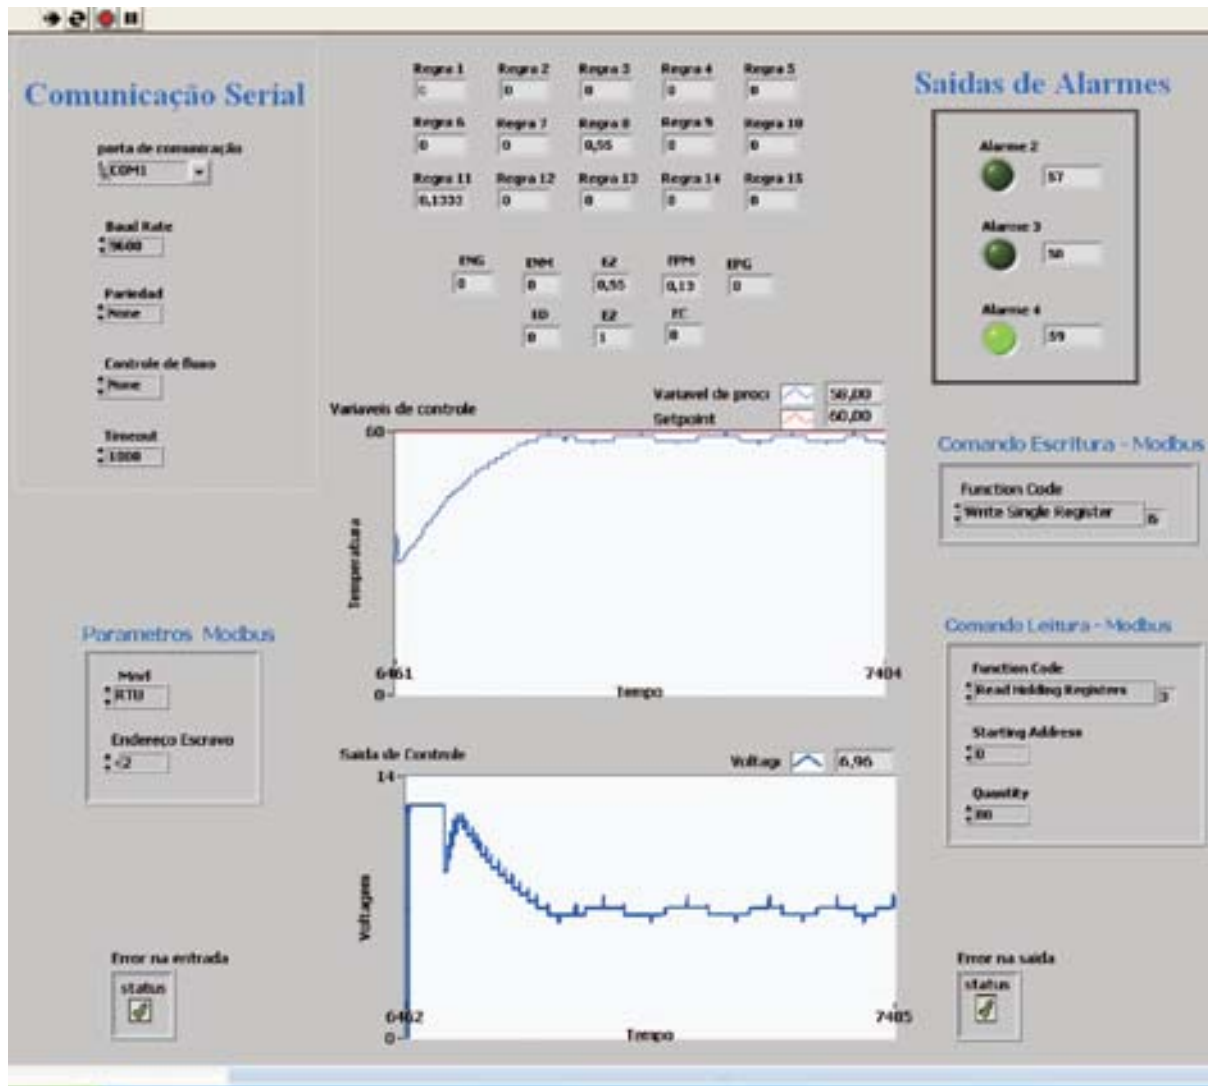 Comunicação Serial
porta de comunicação
COM1
Baud Rate
9600
Pariedad
None
Controle de fluxo
None
Timeout
1000
Regra 1 Regra 2 Regra 3 Regra 4 Regra 5
0 0 0 0
Regra 6 Regra 7 Regra 8 Regra 9 Regra 10
0 0 0,55 0 0
Regra 11 Regra 12 Regra 13 Regra 14 Regra 15
0,1333 0 0 0 0
ENG ENM EZ EPM EPG
0 0 0,55 0,13 0
EZ
0 1 0
Saidas de Alarmes
Alarme 2
57
Alarme 3
58
Alarme 4
59
Variaveis de controle
Variavel de proci 58,00
Setpoint 60,00
60
Temperatura
6461 7404
0
Tempo
Comando Escritura - Modbus
Function Code
Write Single Register 6
Parametros Modbus
Mod
RTU
Endereço Escravo
2
Comando Leitura - Modbus
Function Code
Read Holding Registers 3
Starting Address
0
Quantity
80
Saida de Controle
Voltage 6,96
14
Voltagem
6462 7405
0
Tempo
Error na entrada
status
Error na saida
status